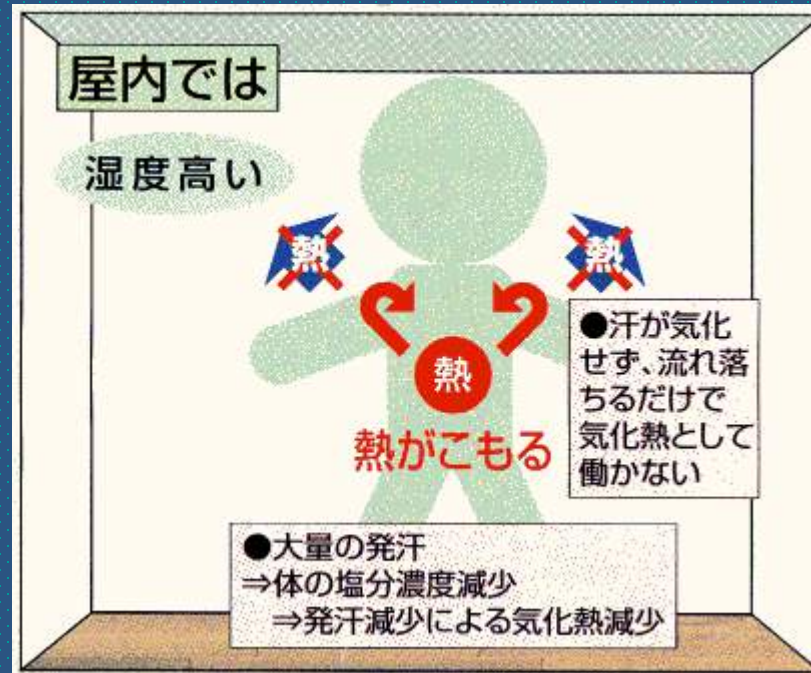 屋内では
湿度高い
熱
熱
熱
熱がこもる
●汗が気化
せず、流れ落
ちるだけで
気化熱として
働かない
●大量の発汗
⇒体の塩分濃度減少
⇒発汗減少による気化熱減少